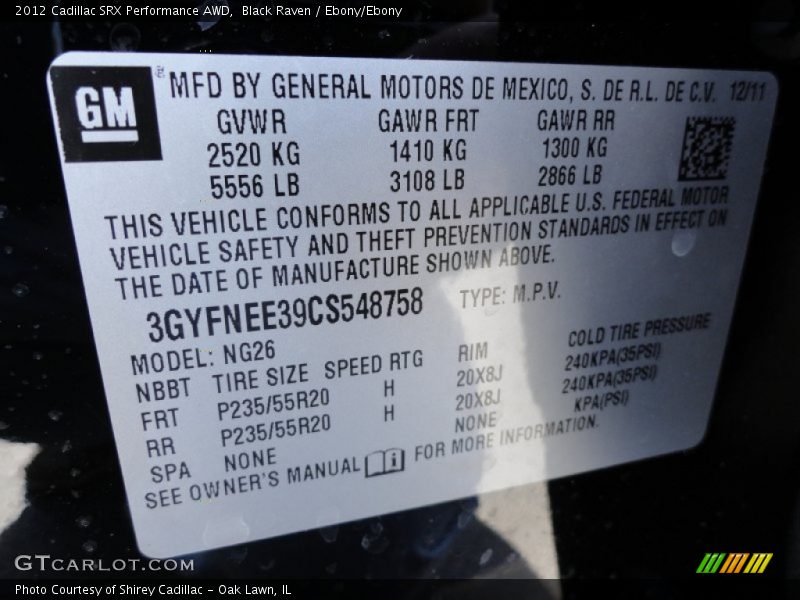 2012 Cadillac SRX Performance AWD, Black Raven / Ebony/Ebony
GM ®
MFD BY GENERAL MOTORS DE MEXICO, S. DE R.L. DE C.V. 12/11
GVWR GAWR FRT GAWR RR
2520 KG 1410 KG 1300 KG
5556 LB 3108 LB 2866 LB
THIS VEHICLE CONFORMS TO ALL APPLICABLE U.S. FEDERAL MOTOR
VEHICLE SAFETY AND THEFT PREVENTION STANDARDS IN EFFECT ON
THE DATE OF MANUFACTURE SHOWN ABOVE.
3GYFNEE39CS548758 TYPE: M.P.V.
MODEL: NG26
NBBT TIRE SIZE SPEED RTG RIM COLD TIRE PRESSURE
FRT P235/55R20 H 20X8J 240KPA(35PSI)
RR P235/55R20 H 20X8J 240KPA(35PSI)
SPA NONE NONE KPA(PSI)
SEE OWNER'S MANUAL i FOR MORE INFORMATION.
GTCARLOT.COM
Photo Courtesy of Shirey Cadillac - Oak Lawn, IL